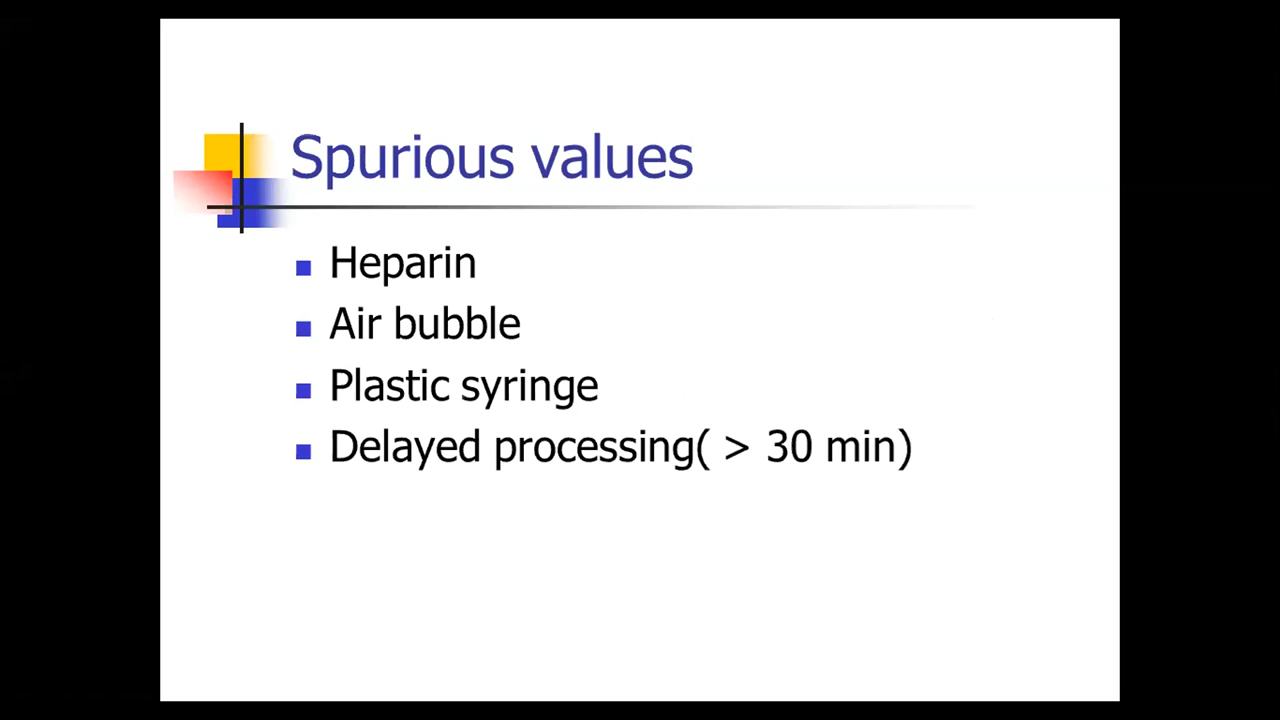 Spurious values
Heparin
Air bubble
Plastic syringe
Delayed processing( > 30 min)